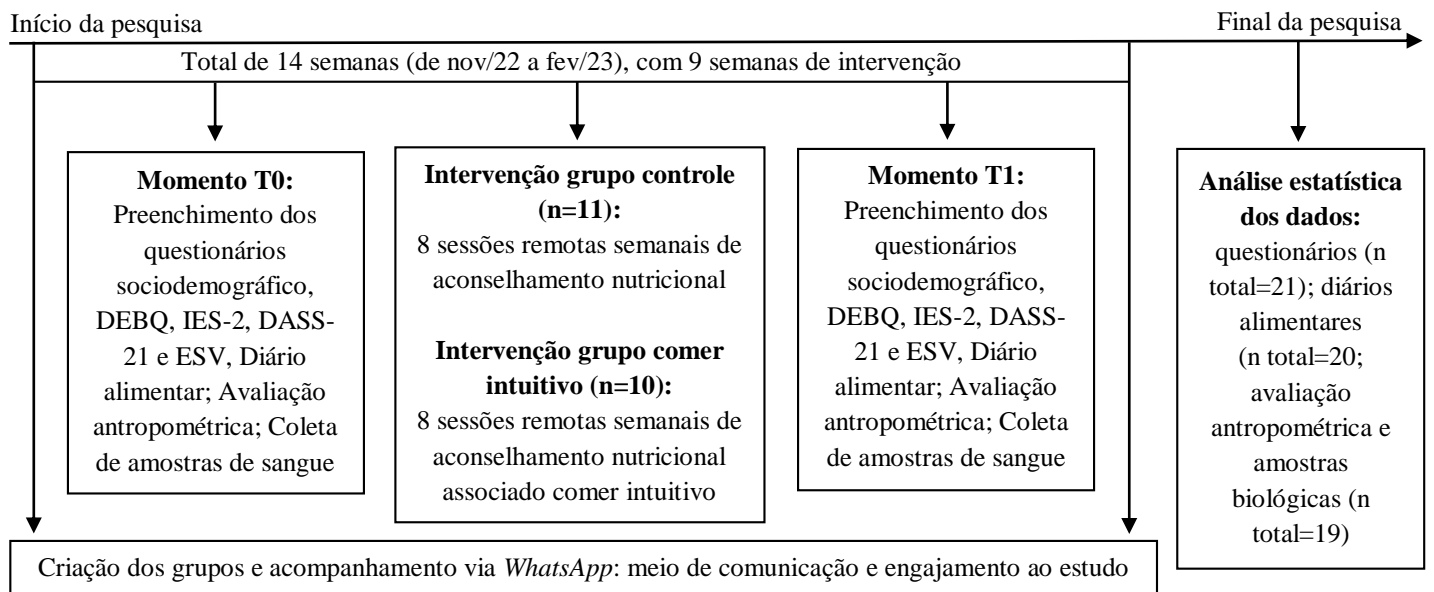 Início da pesquisa
Final da pesquisa
Total de 14 semanas (de nov/22 a fev/23), com 9 semanas de intervenção
Momento T0:
Preenchimento dos
questionários
sociodemográfico,
DEBQ, IES-2, DASS-
21 e ESV, Diário
alimentar; Avaliação
antropométrica; Coleta
de amostras de sangue
Intervenção grupo controle
(n=11):
8 sessões remotas semanais de
aconselhamento nutricional
Intervenção grupo comer
intuitivo (n=10):
8 sessões remotas semanais de
aconselhamento nutricional
associado comer intuitivo
Momento T1:
Preenchimento dos
questionários
sociodemográfico,
DEBQ, IES-2, DASS-
21 e ESV, Diário
alimentar; Avaliação
antropométrica; Coleta
de amostras de sangue
Análise estatística
dos dados:
questionários (n
total=21); diários
alimentares
(n total=20;
avaliação
antropométrica e
amostras
biológicas (n
total=19)
Criação dos grupos e acompanhamento via WhatsApp: meio de comunicação e engajamento ao estudo